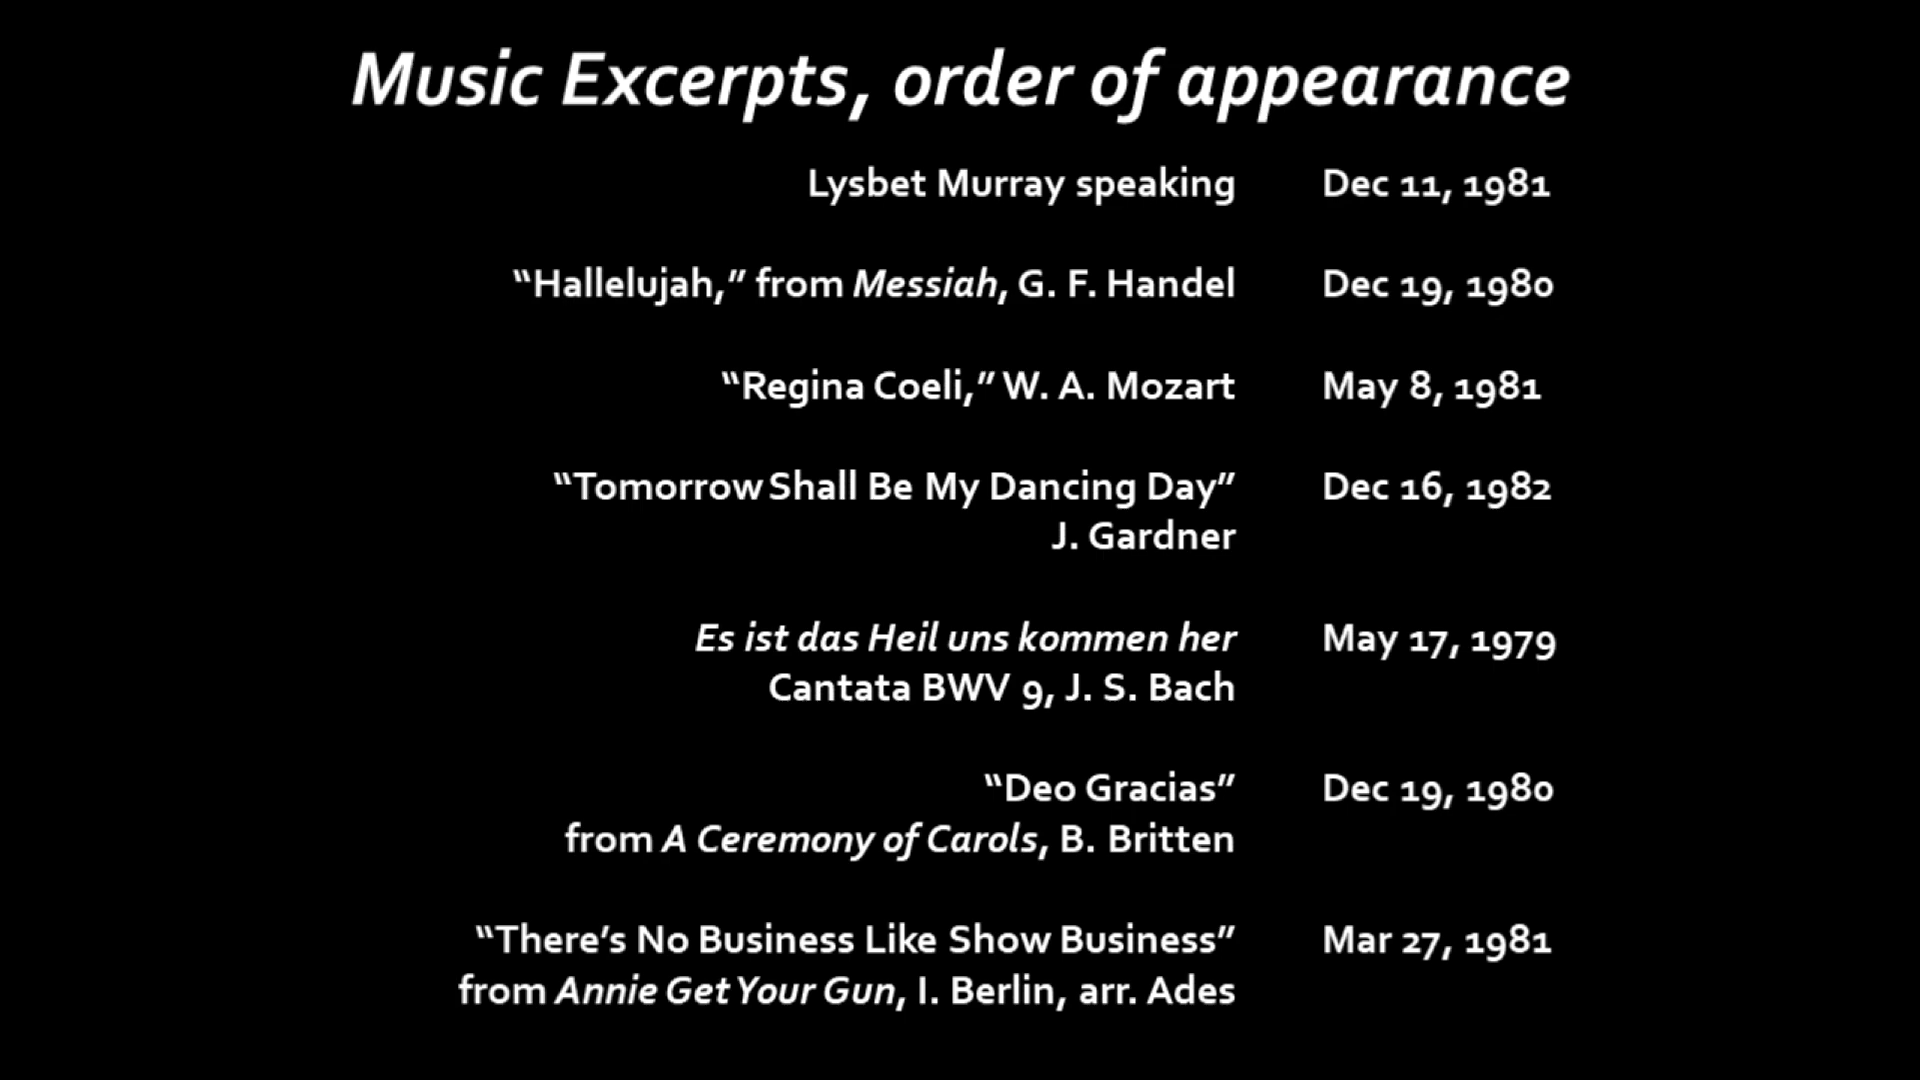 Music Excerpts, order of appearance
Lysbet Murray speaking Dec 11, 1981
“Hallelujah,” from Messiah, G. F. Handel Dec 19, 1980
“Regina Coeli,” W. A. Mozart May 8, 1981
“Tomorrow Shall Be My Dancing Day” Dec 16, 1982
J. Gardner
Es ist das Heil uns kommen her May 17, 1979
Cantata BWV 9, J. S. Bach
“Deo Gracias” Dec 19, 1980
from A Ceremony of Carols, B. Britten
“There’s No Business Like Show Business” Mar 27, 1981
from Annie Get Your Gun, I. Berlin, arr. Ades